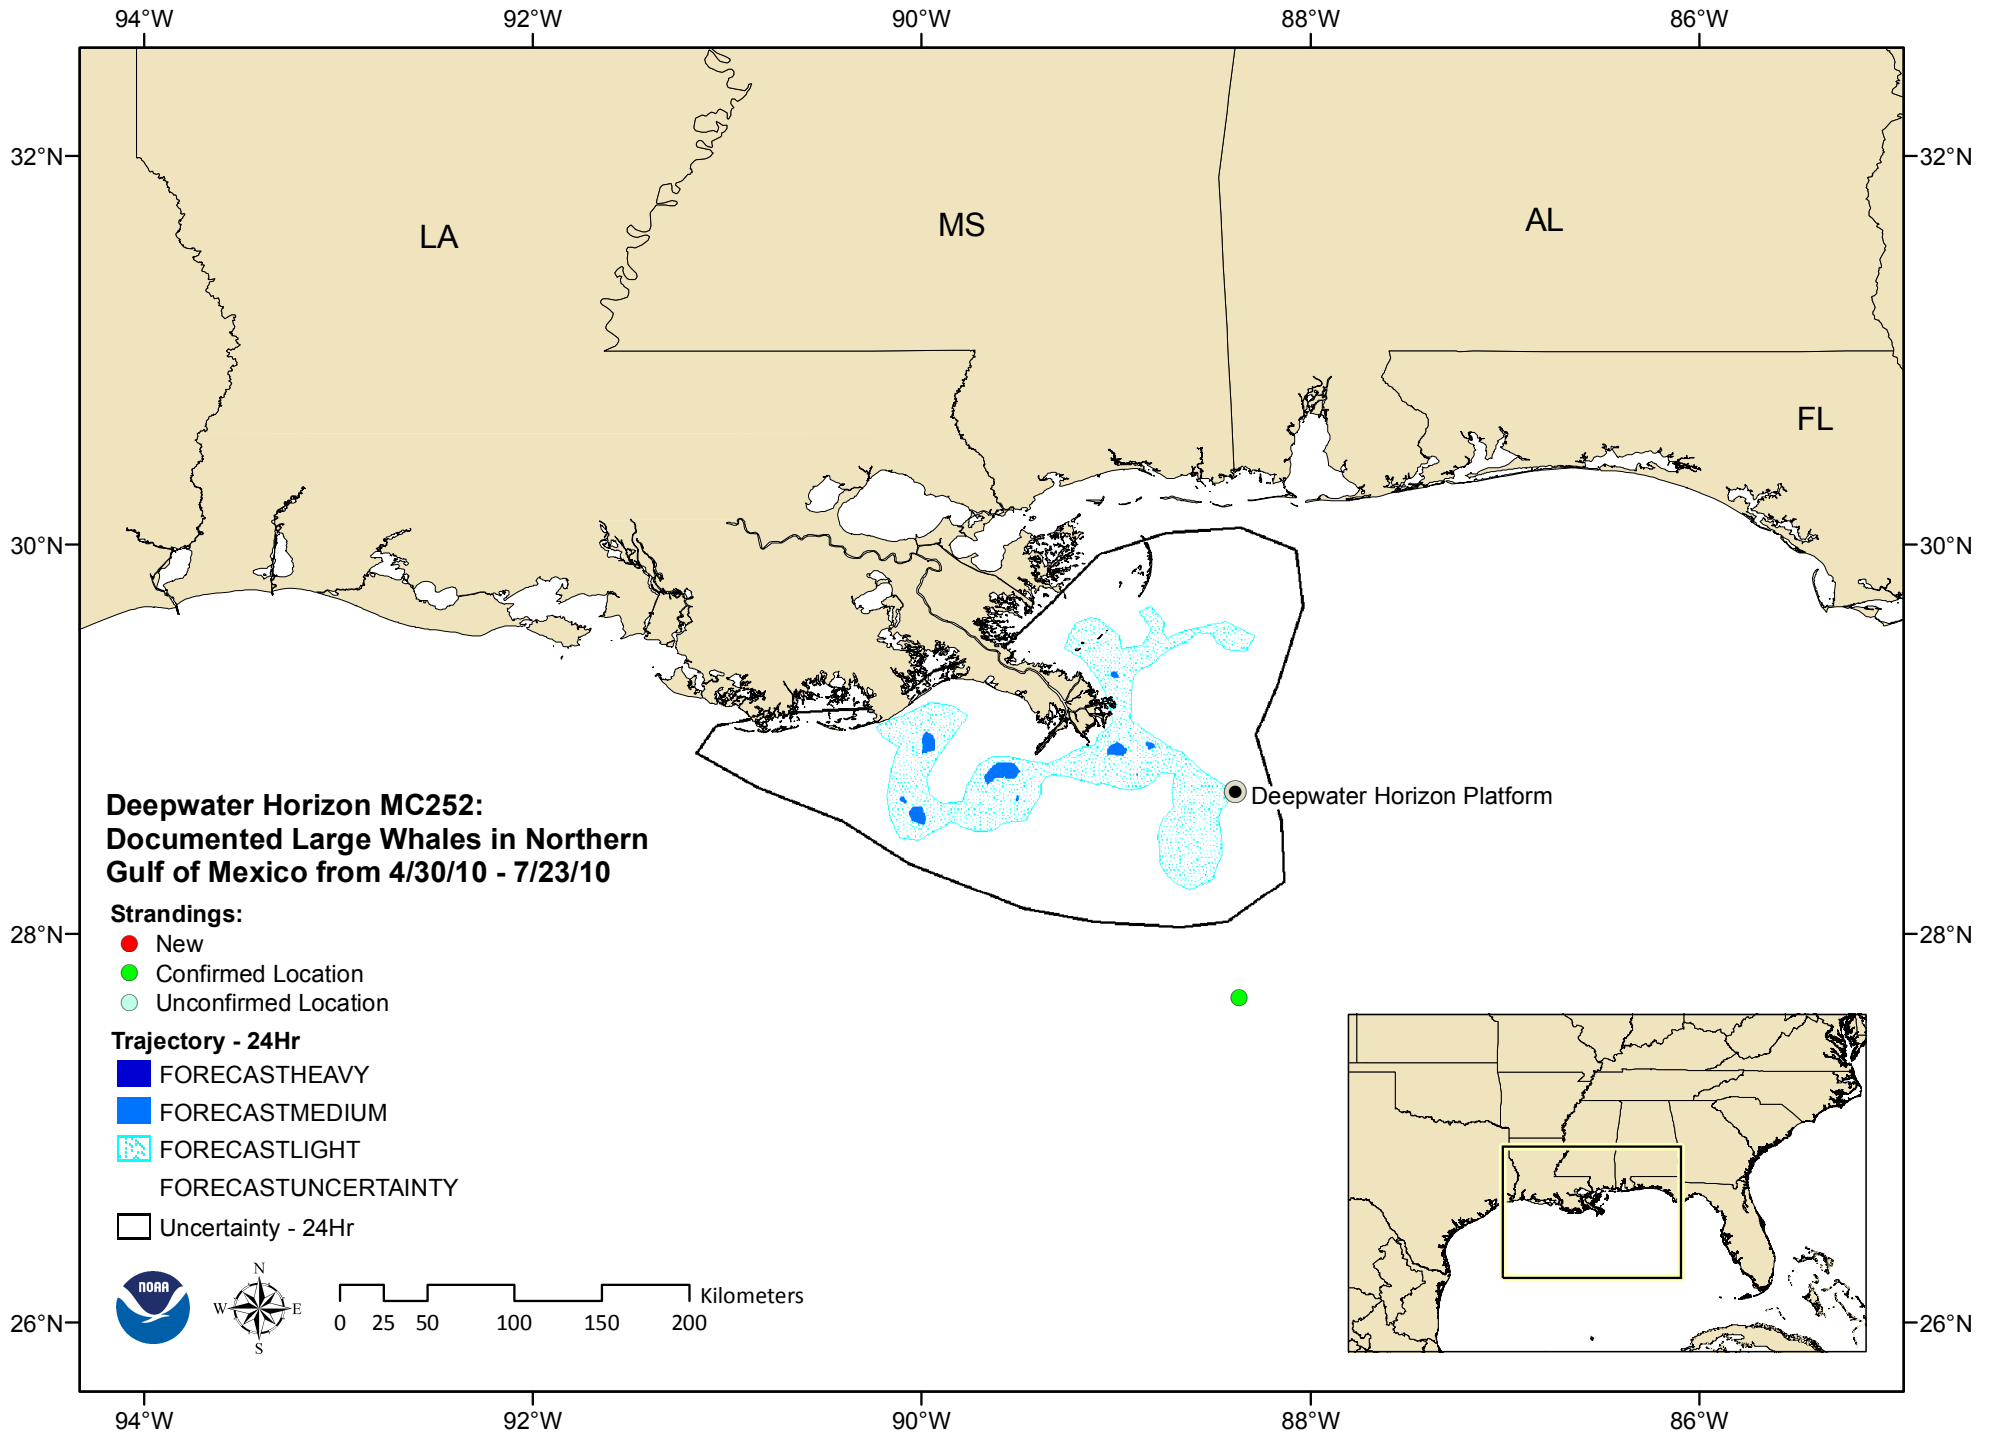 94°W 92°W 90°W 88°W 86°W
32°N 32°N
LA MS AL
FL
30°N 30°N
Deepwater Horizon Platform
Deepwater Horizon MC252:
Documented Large Whales in Northern
Gulf of Mexico from 4/30/10 - 7/23/10
Strandings:
28°N 28°N
New
Confirmed Location
Unconfirmed Location
Trajectory - 24Hr
FORECASTHEAVY
FORECASTMEDIUM
FORECASTLIGHT
FORECASTUNCERTAINTY
Uncertainty - 24Hr
NOAA
N
W E
S
Kilometers
0 25 50 100 150 200
26°N 26°N
94°W 92°W 90°W 88°W 86°W